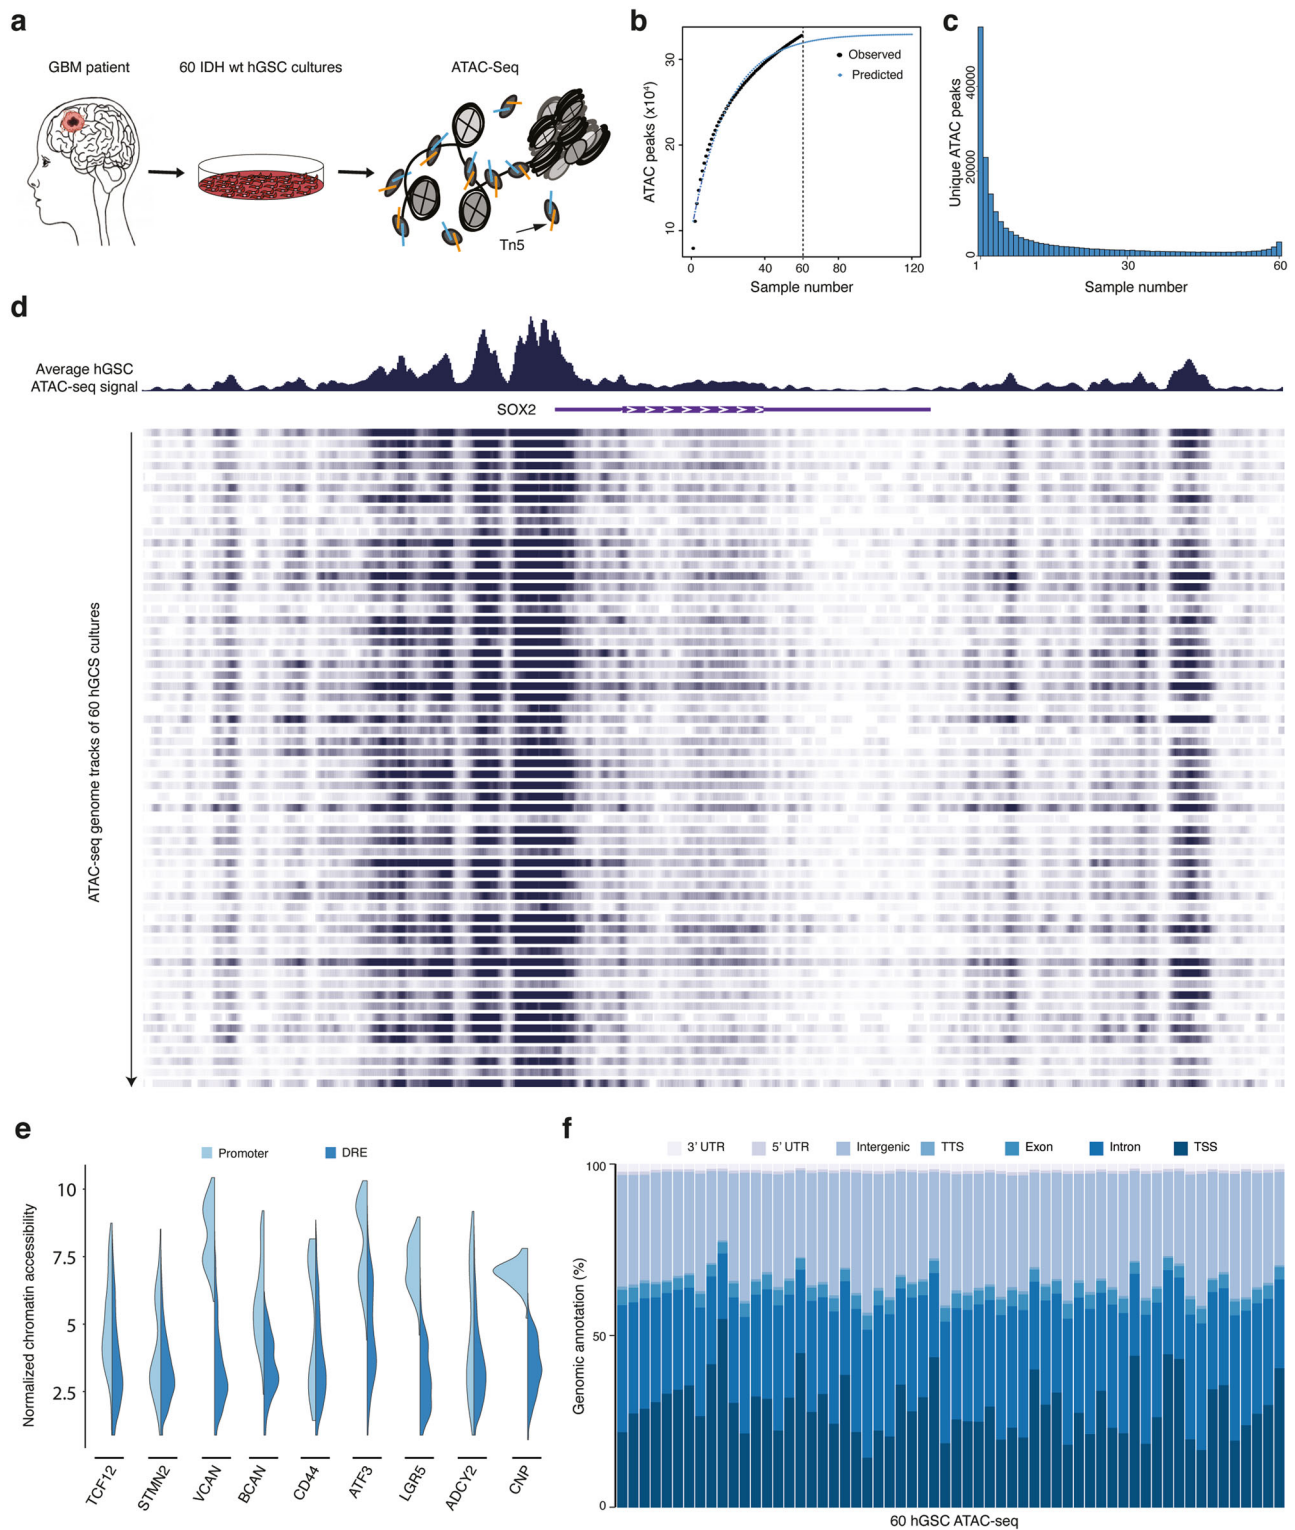 a
GBM patient
60 IDH wt hGSC cultures
ATAC-Seq
Tn5
b
ATAC peaks (x10⁴)
30
20
10
Observed
Predicted
0
40
60
80
120
Sample number
c
Unique ATAC peaks
40000
20000
0
1
30
60
Sample number
d
Average hGSC
ATAC-seq signal
SOX2
ATAC-seq genome tracks of 60 hGCS cultures
e
Promoter
DRE
Normalized chromatin accessibility
10
7.5
5
2.5
TCF12
STMN2
VCAN
BCAN
CD44
ATF3
LGR5
ADCY2
CNP
f
3' UTR
5' UTR
Intergenic
TTS
Exon
Intron
TSS
Genomic annotation (%)
100
50
0
60 hGSC ATAC-seq